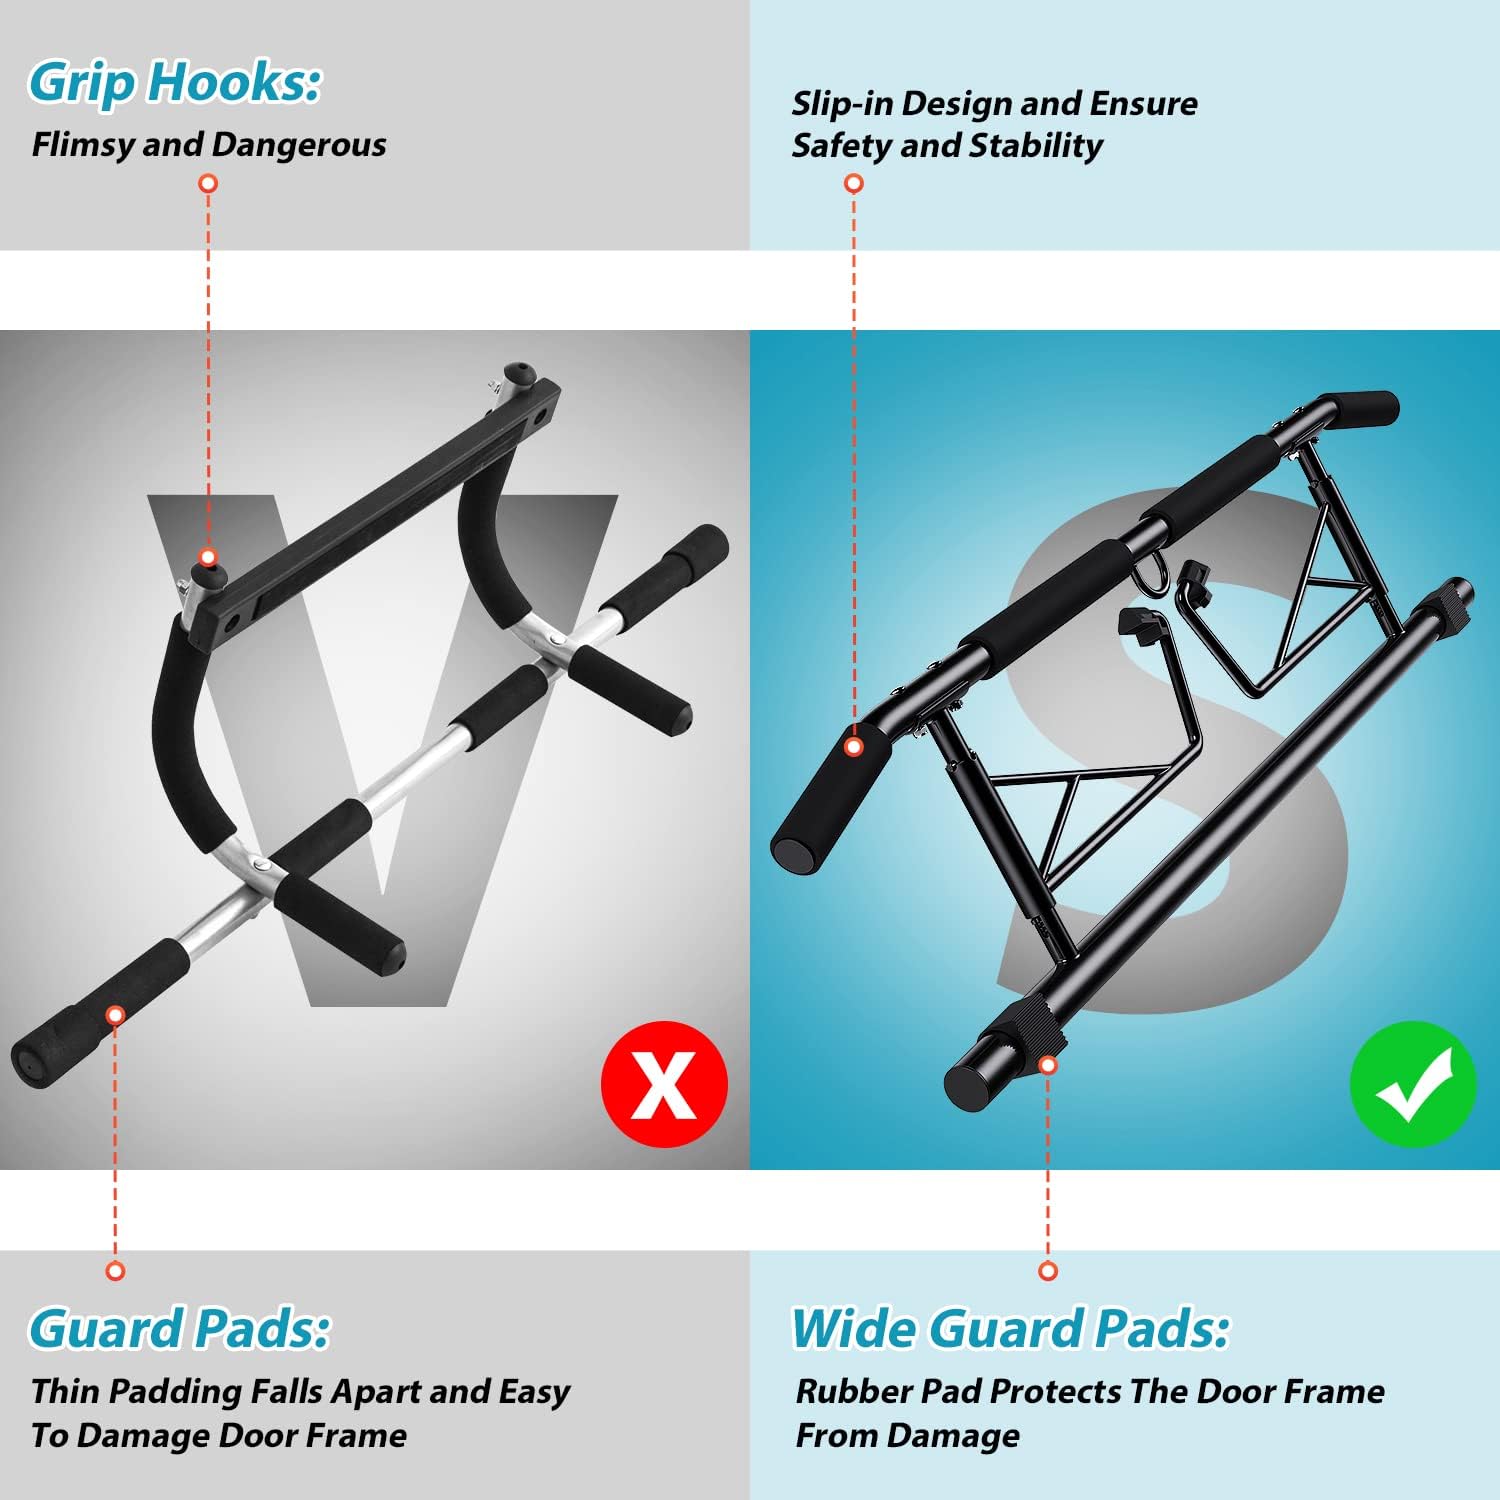 Grip Hooks:
Flimsy and Dangerous
Slip-in Design and Ensure
Safety and Stability
V
S
X
Guard Pads:
Thin Padding Falls Apart and Easy
To Damage Door Frame
Wide Guard Pads:
Rubber Pad Protects The Door Frame
From Damage